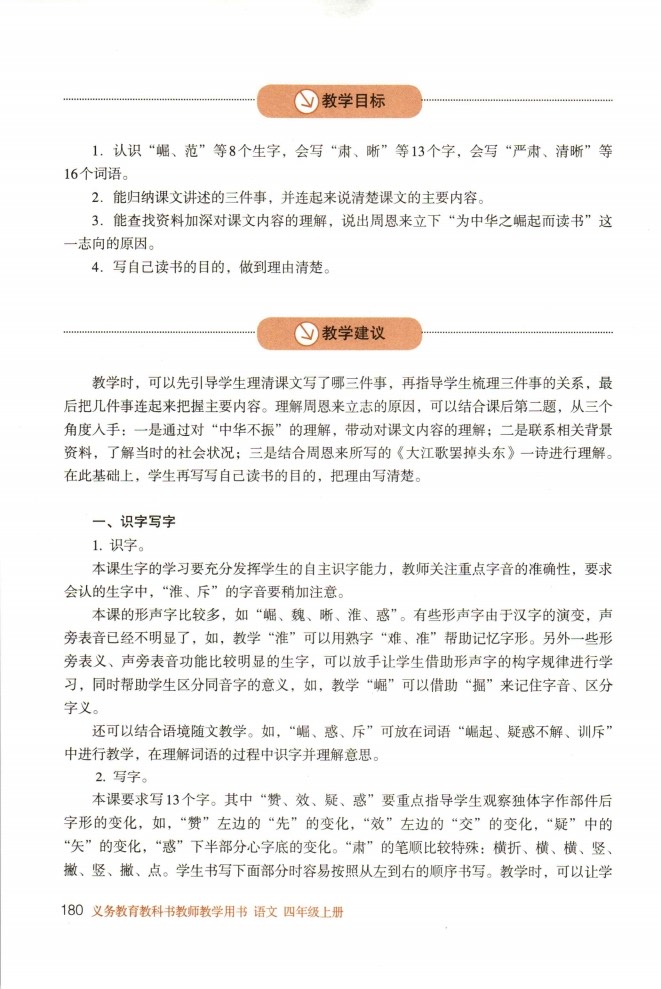 教学目标
1. 认识“崛、范”等8个生字，会写“肃、晰”等13个字，会写“严肃、清晰”等
16个词语。
2. 能归纳课文讲述的三件事，并连起来说清楚课文的主要内容。
3. 能查找资料加深对课文内容的理解，说出周恩来立下“为中华之崛起而读书”这
一志向的原因。
4. 写自己读书的目的，做到理由清楚。
教学建议
教学时，可以先引导学生理清课文写了哪三件事，再指导学生梳理三件事的关系，最
后把几件事连起来把握主要内容。理解周恩来立志的原因，可以结合课后第二题，从三个
角度入手：一是通过对“中华不振”的理解，带动对课文内容的理解；二是联系相关背景
资料，了解当时的社会状况；三是结合周恩来所写的《大江歌罢掉头东》一诗进行理解。
在此基础上，学生再写写自己读书的目的，把理由写清楚。
一、识字写字
1. 识字。
本课生字的学习要充分发挥学生的自主识字能力，教师关注重点字音的准确性，要求
会认的生字中，“淮、斥”的字音要稍加注意。
本课的形声字比较多，如“崛、魏、晰、淮、惑”。有些形声字由于汉字的演变，声
旁表音已经不明显了，如，教学“淮”可以用熟字“难、准”帮助记忆字形。另外一些形
旁表义、声旁表音功能比较明显的生字，可以放手让学生借助形声字的构字规律进行学
习，同时帮助学生区分同音字的意义，如，教学“崛”可以借助“掘”来记住字音、区分
字义。
还可以结合语境随文教学。如，“崛、惑、斥”可放在词语“崛起、疑惑不解、训斥”
中进行教学，在理解词语的过程中识字并理解意思。
2. 写字。
本课要求写13个字。其中“赞、效、疑、惑”要重点指导学生观察独体字作部件后
字形的变化，如，“赞”左边的“先”的变化，“效”左边的“交”的变化，“疑”中的
“矢”的变化，“惑”下半部分心字底的变化。“肃”的笔顺比较特殊：横折、横、横、竖、
撇、竖、撇、点。学生书写下面部分时容易按照从左到右的顺序书写。教学时，可以让学
180 义务教育教科书教师教学用书 语文 四年级上册